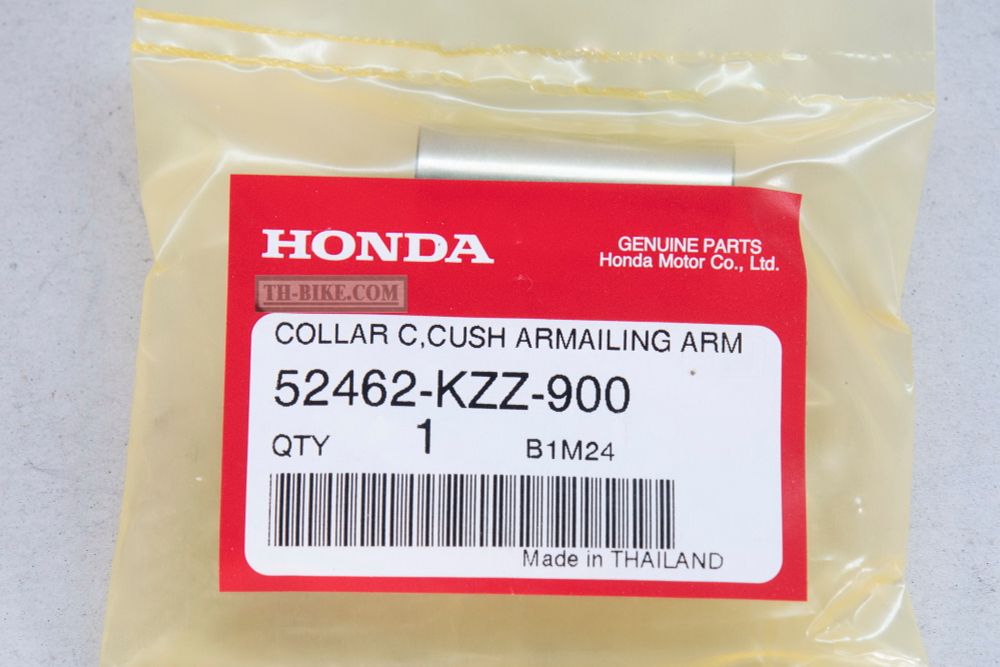 HONDA
GENUINE PARTS
Honda Motor Co., Ltd.
TH-BIKE.COM
COLLAR C,CUSH ARMAILING ARM
52462-KZZ-900
QTY 1 B1M24
Made in THAILAND